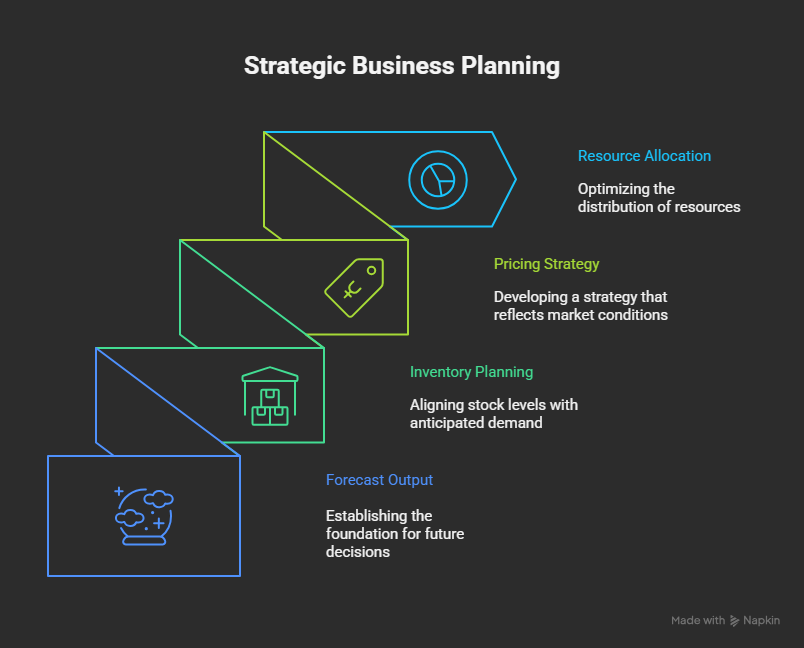 Strategic Business Planning
Resource Allocation
Optimizing the
distribution of resources
Pricing Strategy
Developing a strategy that
reflects market conditions
Inventory Planning
Aligning stock levels with
anticipated demand
Forecast Output
Establishing the
foundation for future
decisions
Made with Napkin